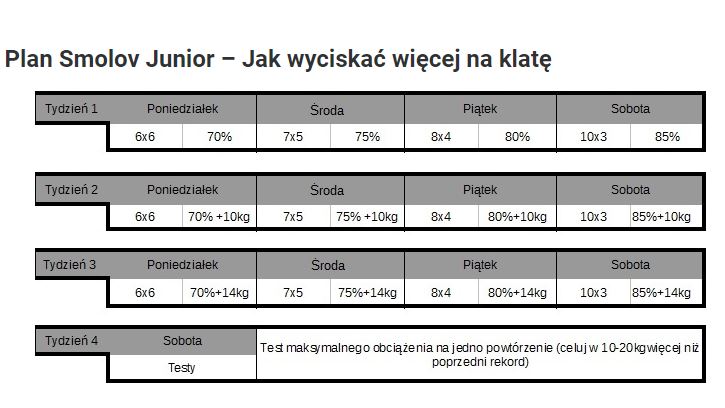 Plan Smolov Junior – Jak wyciskać więcej na klatę
Tydzień 1 Poniedziałek Środa Piątek Sobota
6x6 70% 7x5 75% 8x4 80% 10x3 85%
Tydzień 2 Poniedziałek Środa Piątek Sobota
6x6 70% +10kg 7x5 75% +10kg 8x4 80%+10kg 10x3 85%+10kg
Tydzień 3 Poniedziałek Środa Piątek Sobota
6x6 70%+14kg 7x5 75%+14kg 8x4 80%+14kg 10x3 85%+14kg
Tydzień 4 Sobota
Testy
Test maksymalnego obciążenia na jedno powtórzenie (celuj w 10-20kgwięcej niż
poprzedni rekord)